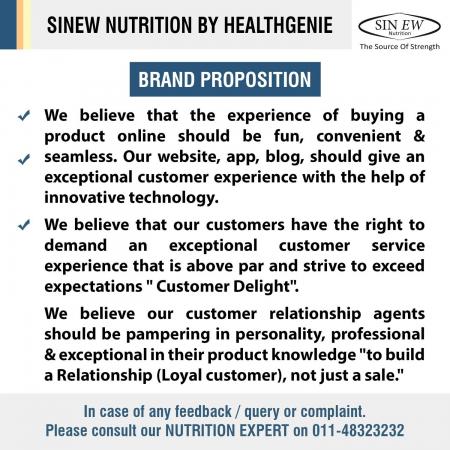 SINEW NUTRITION BY HEALTHGENIE
SIN EW
Nutrition
The Source Of Strength
BRAND PROPOSITION
We believe that the experience of buying a
product online should be fun, convenient &
seamless. Our website, app, blog, should give an
exceptional customer experience with the help of
innovative technology.
We believe that our customers have the right to
demand an exceptional customer service
experience that is above par and strive to exceed
expectations " Customer Delight".
We believe our customer relationship agents
should be pampering in personality, professional
& exceptional in their product knowledge "to build
a Relationship (Loyal customer), not just a sale."
In case of any feedback / query or complaint.
Please consult our NUTRITION EXPERT on 011-48323232